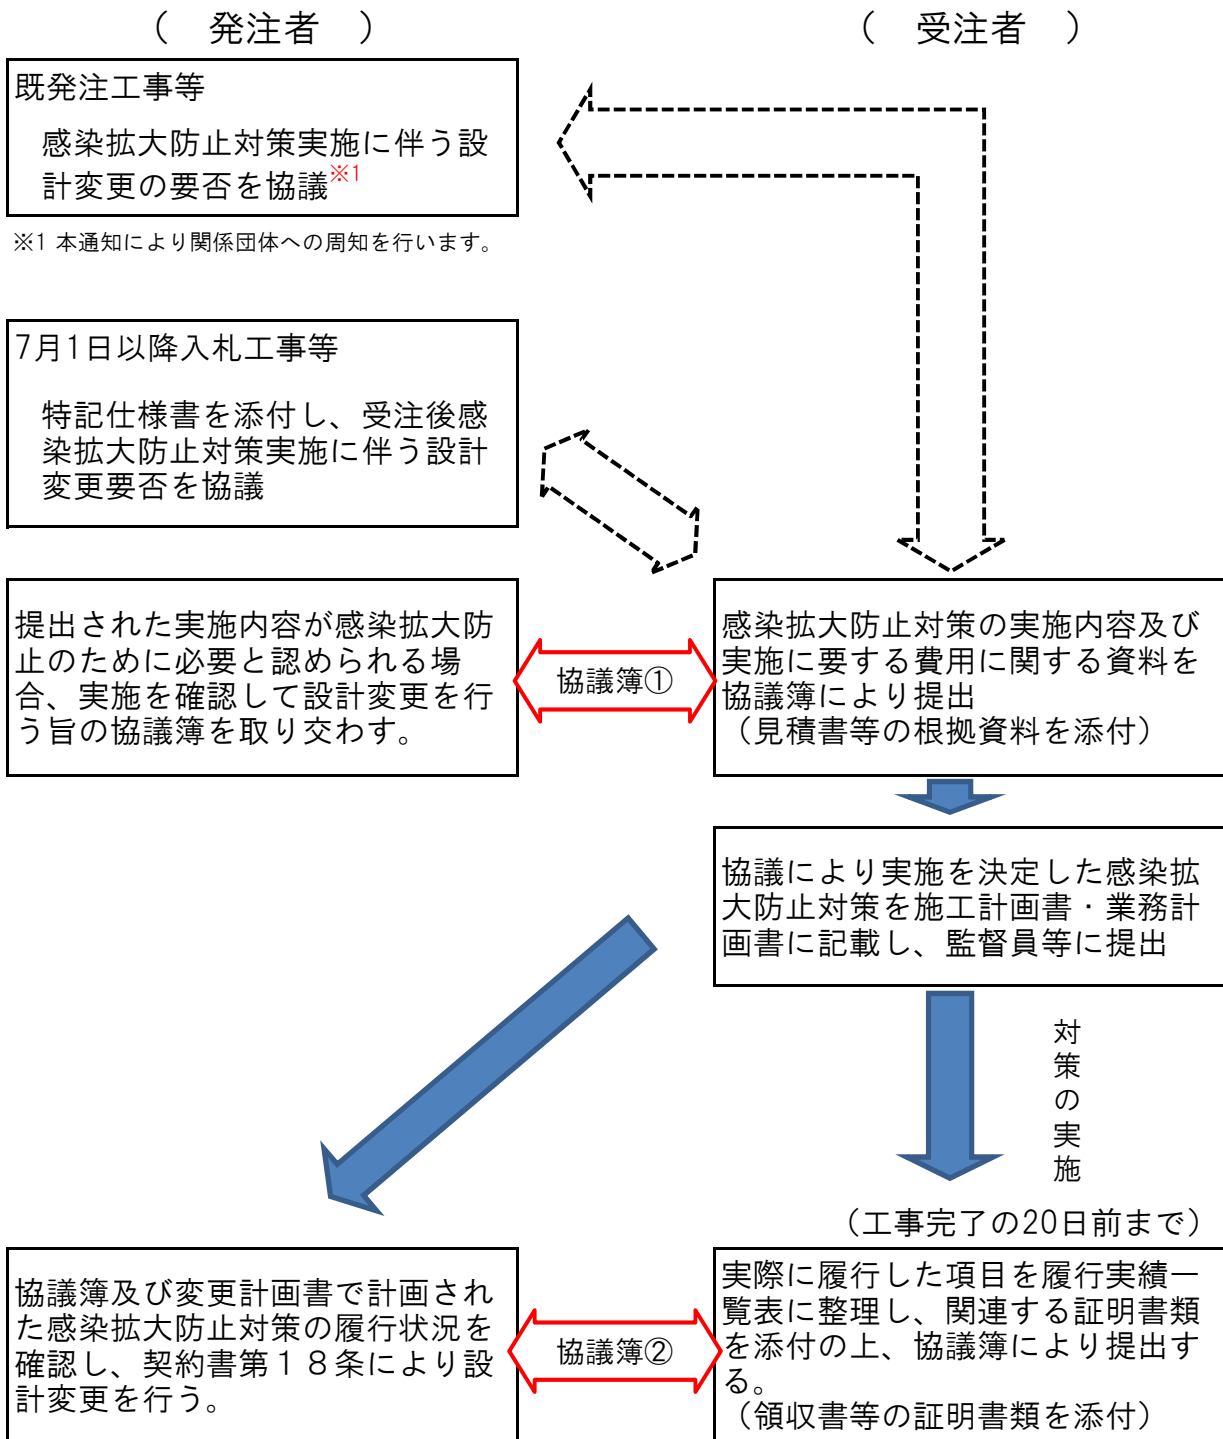 （　発注者　）
（　受注者　）
既発注工事等
感染拡大防止対策実施に伴う設
計変更の要否を協議※1
※1 本通知により関係団体への周知を行います。
7月1日以降入札工事等
特記仕様書を添付し、受注後感
染拡大防止対策実施に伴う設計
変更要否を協議
提出された実施内容が感染拡大防
止のために必要と認められる場
合、実施を確認して設計変更を行
う旨の協議簿を取り交わす。
協議簿①
感染拡大防止対策の実施内容及び
実施に要する費用に関する資料を
協議簿により提出
（見積書等の根拠資料を添付）
協議により実施を決定した感染拡
大防止対策を施工計画書・業務計
画書に記載し、監督員等に提出
対策の実施
（工事完了の20日前まで）
協議簿及び変更計画書で計画され
た感染拡大防止対策の履行状況を
確認し、契約書第１８条により設
計変更を行う。
協議簿②
実際に履行した項目を履行実績一
覧表に整理し、関連する証明書類
を添付の上、協議簿により提出す
る。
（領収書等の証明書類を添付）